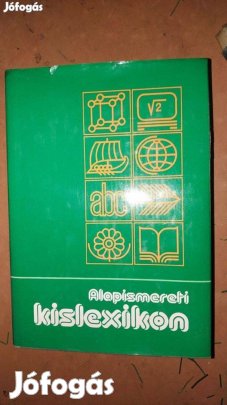 Jófogás
√2
abc
Alapismereti
kislexikon
Jófogás